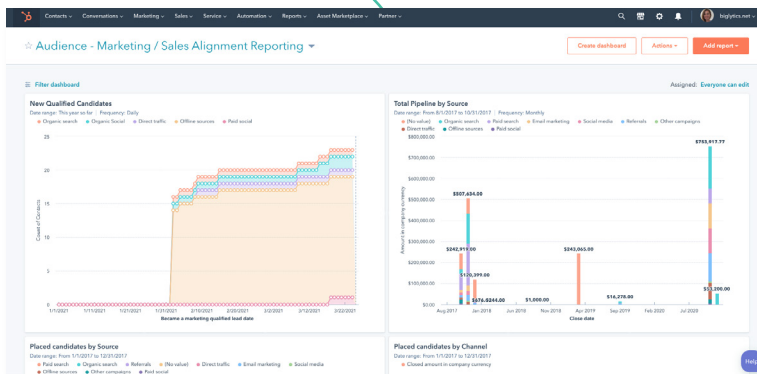 Contacts Conversations Marketing Sales Service Automation Reports Asset Marketplace Partner biglytics.net
Audience - Marketing / Sales Alignment Reporting
Create dashboard Actions Add report
Filter dashboard
Assigned: Everyone can edit
New Qualified Candidates
Date range: This year so far | Frequency: Daily
Organic search Organic Social Direct traffic Offline sources Paid social
25
20
15
10
5
0
Count of Contacts
1/1/2021 1/11/2021 1/21/2021 1/31/2021 2/10/2021 2/20/2021 3/2/2021 3/12/2021 3/22/2021
Became a marketing qualified lead date
Total Pipeline by Source
Date range: From 8/1/2017 to 10/31/2017 | Frequency: Monthly
(No value) Organic search Paid search Email marketing Social media Referrals Other campaigns
Direct traffic Offline sources Paid social
$800,000.00
$700,000.00
$600,000.00
$500,000.00
$400,000.00
$300,000.00
$200,000.00
$100,000.00
$0.00
Amount in company currency
$753,917.77
$507,634.00
$243,065.00
$16,278.00
$1,000.00
Aug 2017 Jan 2018 Jun 2018 Nov 2018 Apr 2019 Sep 2019 Feb 2020 Jul 2020
Close date
Placed candidates by Source
Date range: From 1/1/2017 to 12/31/2017
Paid search Organic search Referrals (No value) Direct traffic Email marketing Social media
Offline sources Other campaigns Paid social
Placed candidates by Channel
Date range: From 1/1/2017 to 12/31/2017
Closed amount in company currency
Help